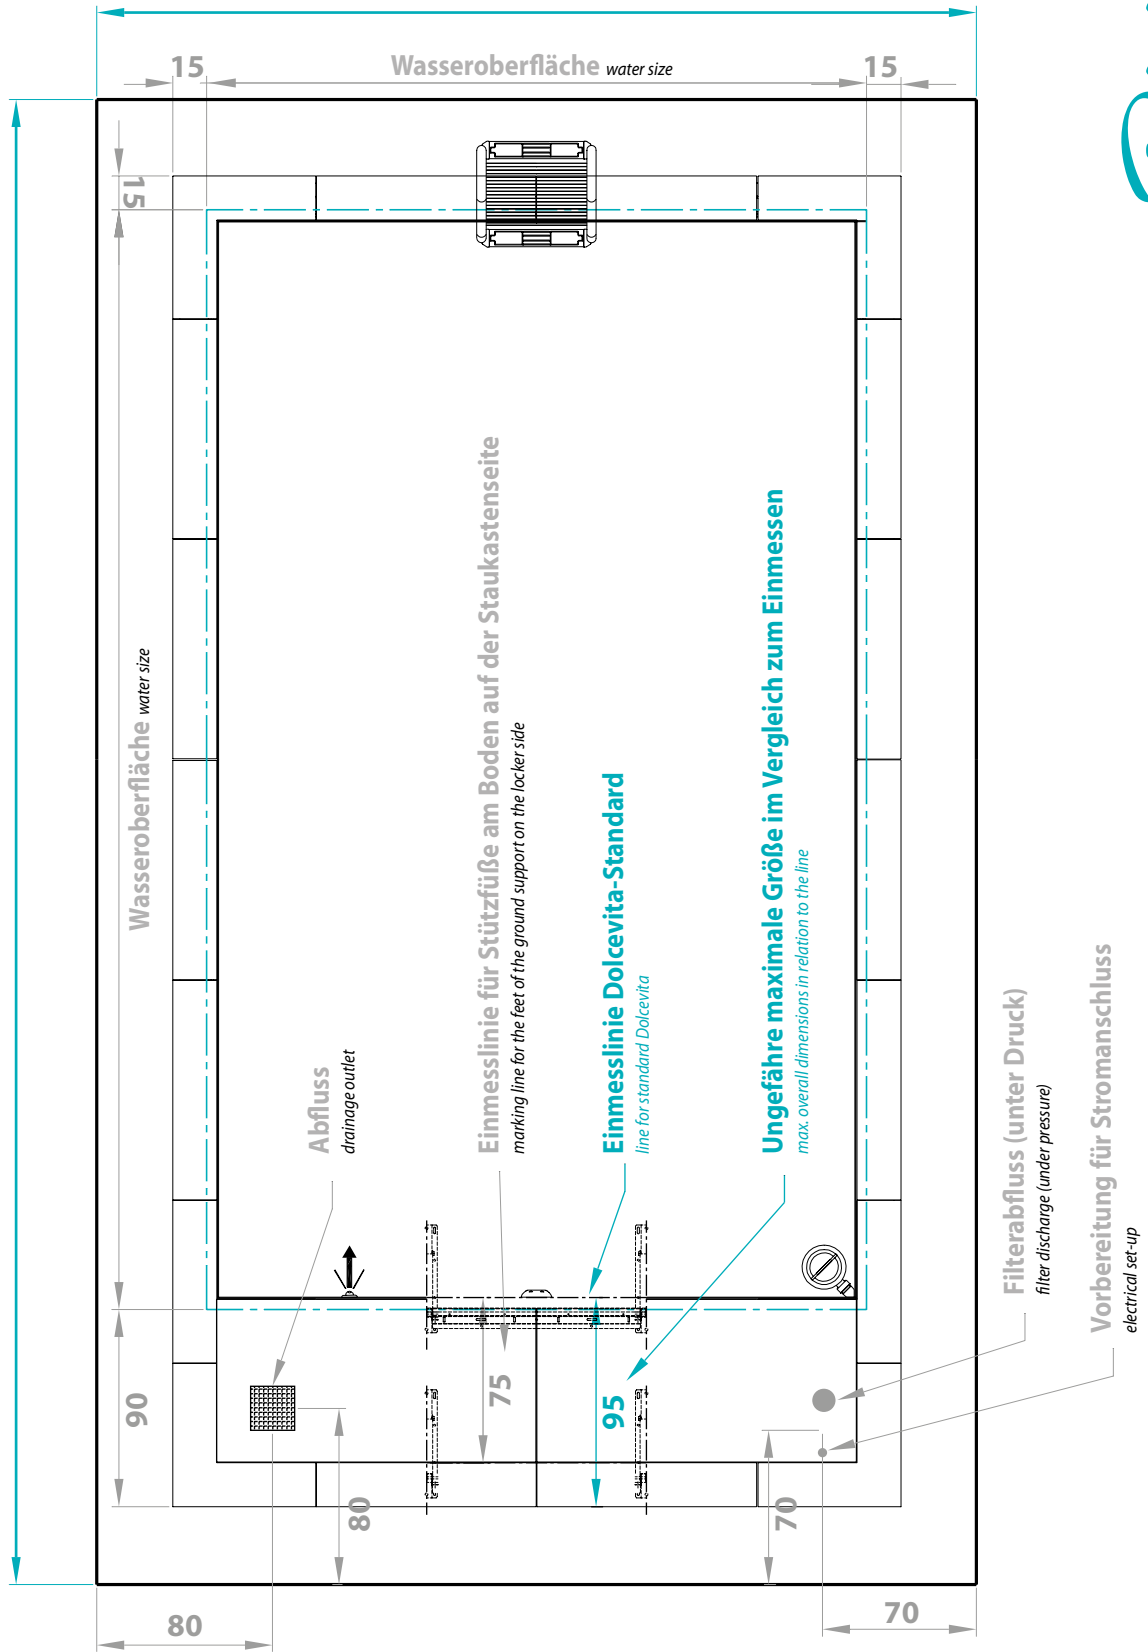 15
Wasseroberfläche water size
15
15
Wasseroberfläche water size
Abfluss
drainage outlet
Einmesslinie für Stützfüße am Boden auf der Staukastenseite
marking line for the feet of the ground support on the locker side
Einmesslinie Dolcevita-Standard
line for standard Dolcevita
Ungefähre maximale Größe im Vergleich zum Einmessen
max. overall dimensions in relation to the line
Filterabfluss (unter Druck)
filter discharge (under pressure)
Vorbereitung für Stromanschluss
electrical set-up
90
75
95
80
70
80
70